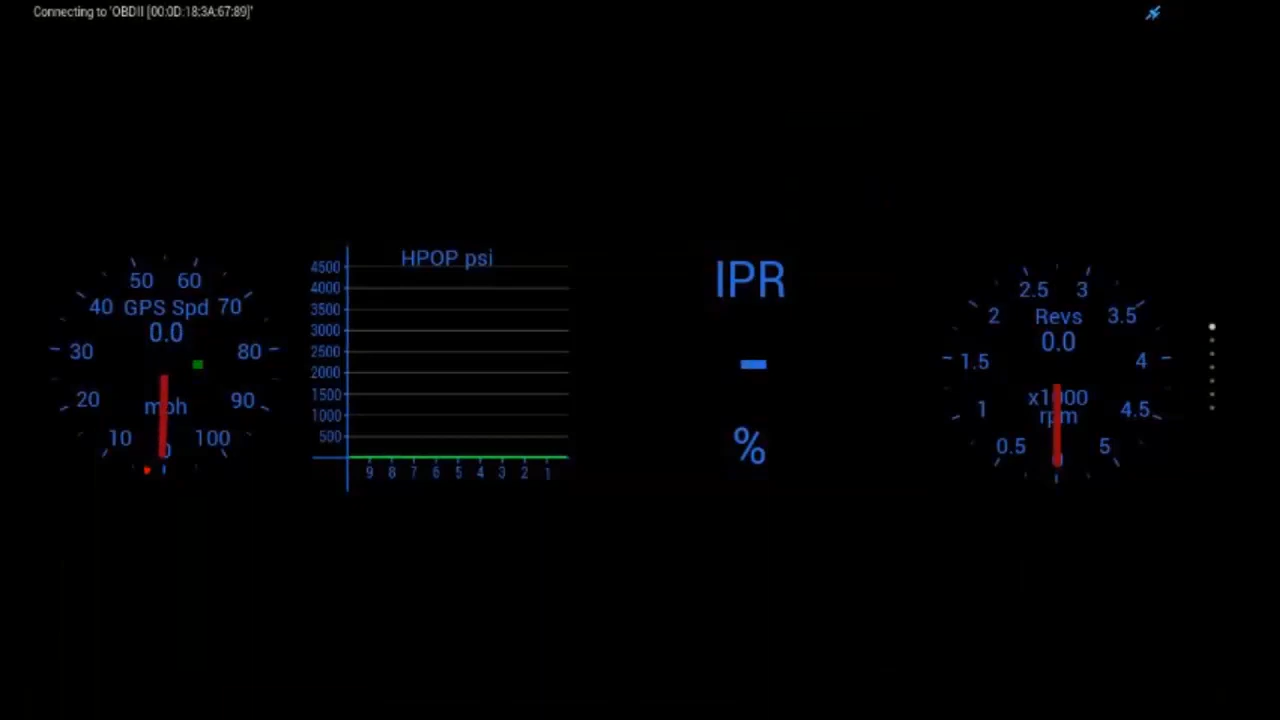 Connecting to 'OBDII [00:0D:18:3A:67:89]'
50 60
40 GPS Spd 70
0.0
30 80
20 mph 90
10 0 100
HPOP psi
4500
4000
3500
3000
2500
2000
1500
1000
500
9 8 7 6 5 4 3 2 1
IPR
-
%
2.5 3
2 Revs 3.5
0.0
1.5 4
x1000
1 rpm 4.5
0.5 0 5